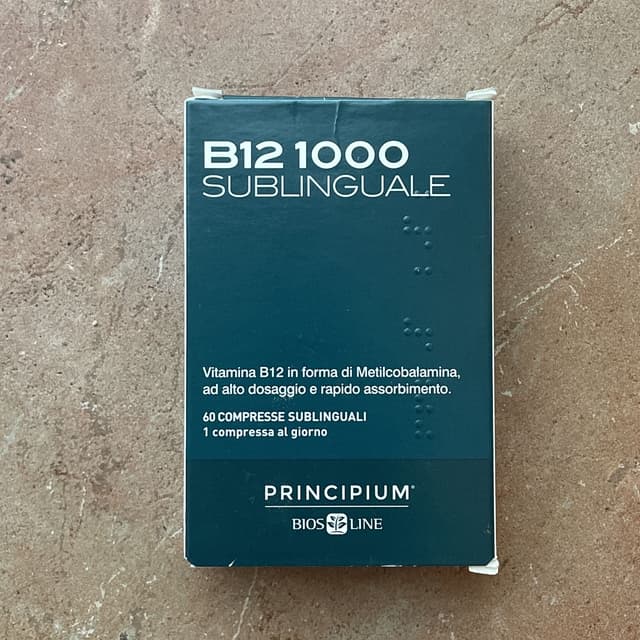 B12 1000
SUBLINGUALE
Vitamina B12 in forma di Metilcobalamina,
ad alto dosaggio e rapido assorbimento.
60 COMPRESSE SUBLINGUALI
1 compressa al giorno
PRINCIPIUM®
BIOS LINE